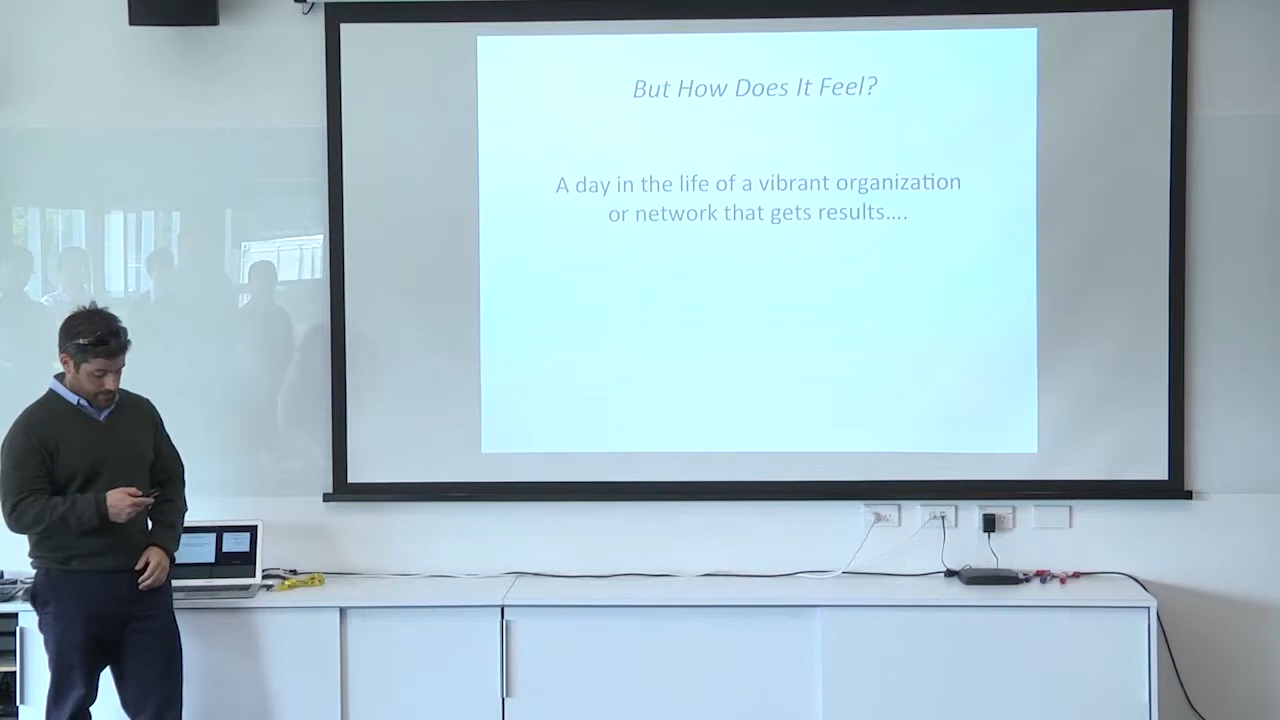 But How Does It Feel?
A day in the life of a vibrant organization
or network that gets results....